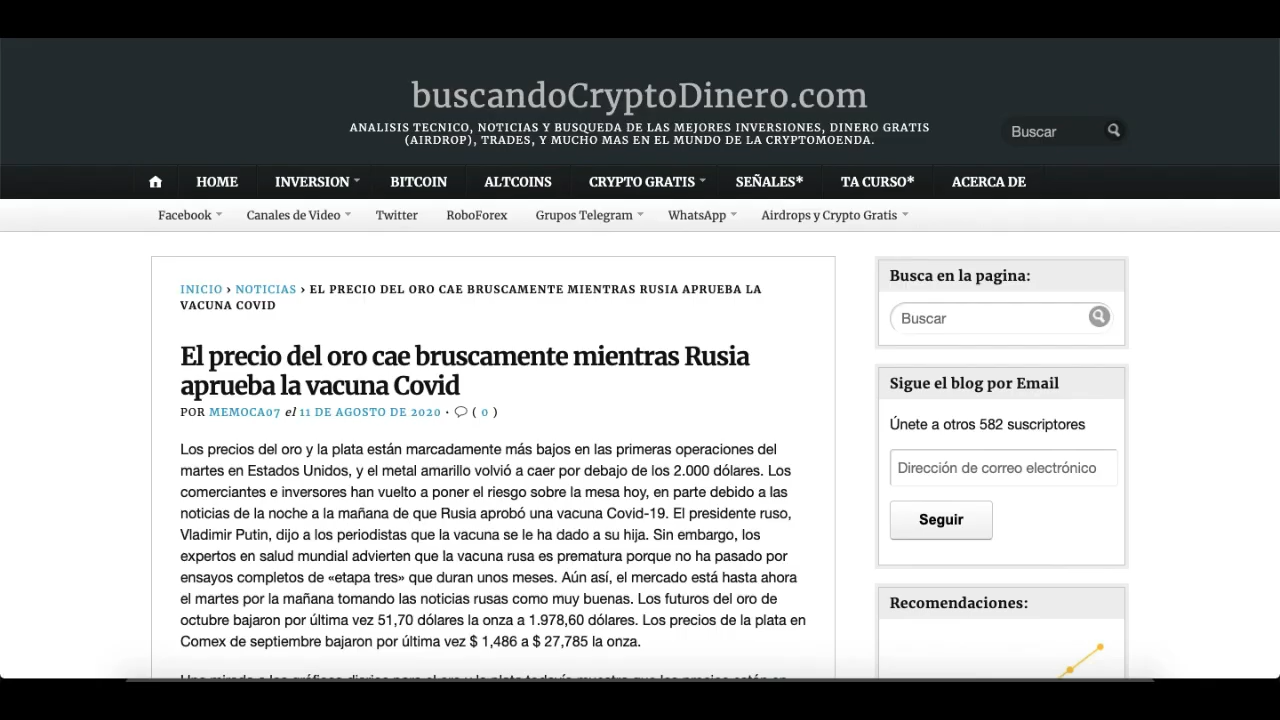 buscandoCryptoDinero.com
ANALISIS TECNICO, NOTICIAS Y BUSQUEDA DE LAS MEJORES INVERSIONES, DINERO GRATIS
(AIRDROP), TRADES, Y MUCHO MAS EN EL MUNDO DE LA CRYPTOMOENDA.
Buscar
HOME INVERSION BITCOIN ALTCOINS CRYPTO GRATIS SEÑALES* TA CURSO* ACERCA DE
Facebook Canales de Video Twitter RoboForex Grupos Telegram WhatsApp Airdrops y Crypto Gratis
INICIO › NOTICIAS › EL PRECIO DEL ORO CAE BRUSCAMENTE MIENTRAS RUSIA APRUEBA LA
VACUNA COVID
El precio del oro cae bruscamente mientras Rusia
aprueba la vacuna Covid
POR MEMOCA07 el 11 DE AGOSTO DE 2020 · ( 0 )
Los precios del oro y la plata están marcadamente más bajos en las primeras operaciones del
martes en Estados Unidos, y el metal amarillo volvió a caer por debajo de los 2.000 dólares. Los
comerciantes e inversores han vuelto a poner el riesgo sobre la mesa hoy, en parte debido a las
noticias de la noche a la mañana de que Rusia aprobó una vacuna Covid-19. El presidente ruso,
Vladimir Putin, dijo a los periodistas que la vacuna se le ha dado a su hija. Sin embargo, los
expertos en salud mundial advierten que la vacuna rusa es prematura porque no ha pasado por
ensayos completos de «etapa tres» que duran unos meses. Aún así, el mercado está hasta ahora
el martes por la mañana tomando las noticias rusas como muy buenas. Los futuros del oro de
octubre bajaron por última vez 51,70 dólares la onza a 1.978,60 dólares. Los precios de la plata en
Comex de septiembre bajaron por última vez $ 1,486 a $ 27,785 la onza.
Busca en la pagina:
Buscar
Sigue el blog por Email
Únete a otros 582 suscriptores
Dirección de correo electrónico
Seguir
Recomendaciones: